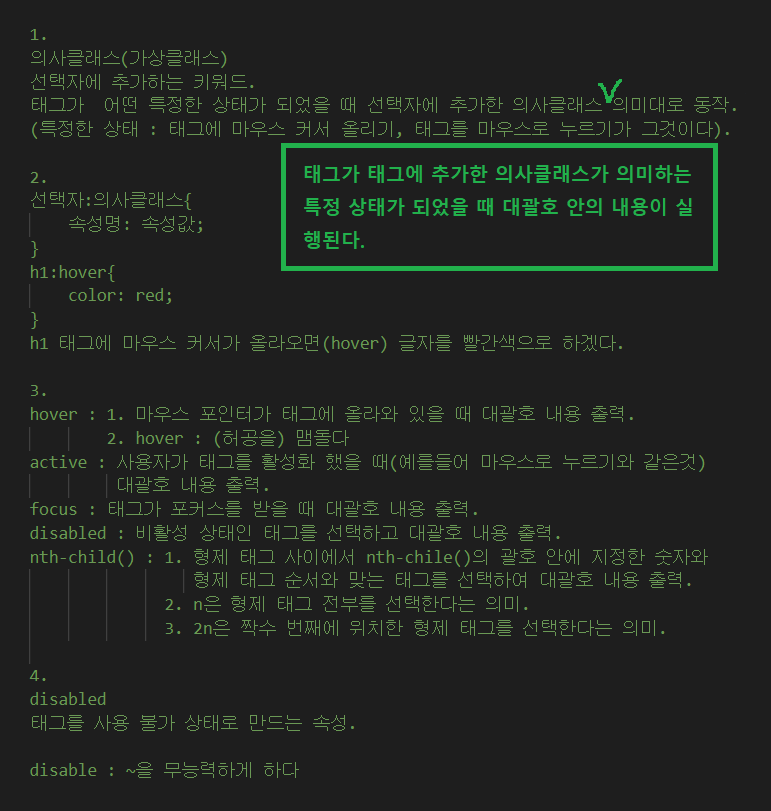 1.
의사클래스(가상클래스)
선택자에 추가하는 키워드.
태그가 어떤 특정한 상태가 되었을 때 선택자에 추가한 의사클래스 의미대로 동작.
(특정한 상태 : 태그에 마우스 커서 올리기, 태그를 마우스로 누르기가 그것이다).
태그가 태그에 추가한 의사클래스가 의미하는
특정 상태가 되었을 때 대괄호 안의 내용이 실
행된다.
2.
선택자:의사클래스{
속성명: 속성값;
}
h1:hover{
color: red;
}
h1 태그에 마우스 커서가 올라오면(hover) 글자를 빨간색으로 하겠다.
3.
hover : 1. 마우스 포인터가 태그에 올라와 있을 때 대괄호 내용 출력.
2. hover : (허공을) 맴돌다
active : 사용자가 태그를 활성화 했을 때(예를들어 마우스로 누르기와 같은것)
대괄호 내용 출력.
focus : 태그가 포커스를 받을 때 대괄호 내용 출력.
disabled : 비활성 상태인 태그를 선택하고 대괄호 내용 출력.
nth-child() : 1. 형제 태그 사이에서 nth-chile()의 괄호 안에 지정한 숫자와
형제 태그 순서와 맞는 태그를 선택하여 대괄호 내용 출력.
2. n은 형제 태그 전부를 선택한다는 의미.
3. 2n은 짝수 번째에 위치한 형제 태그를 선택한다는 의미.
4.
disabled
태그를 사용 불가 상태로 만드는 속성.
disable : ~을 무능력하게 하다